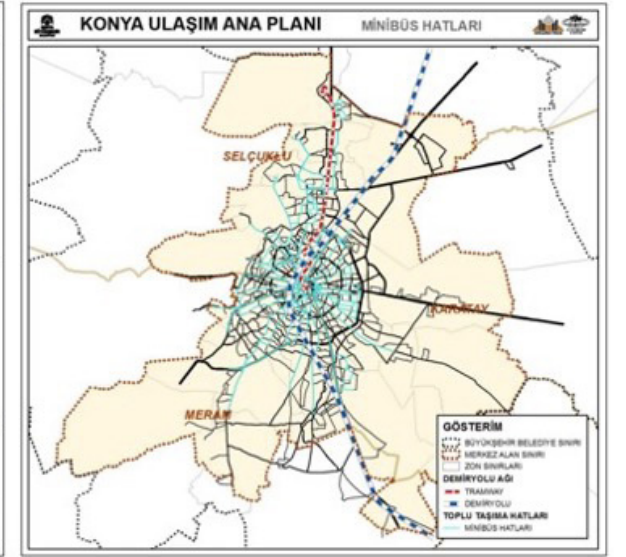 KONYA ULAŞIM ANA PLANI
MİNİBÜS HATLARI
SELÇUKLU
KARATAY
MERAM
GÖSTERİM
BÜYÜKŞEHİR BELEDİYE SINIRI
MERKEZ ALAN SINIRI
ZON SINIRLARI
DEMİRYOLU AĞI
TRAMWAY
DEMİRYOLU
TOPLU TAŞIMA HATLARI
MİNİBÜS HATLARI